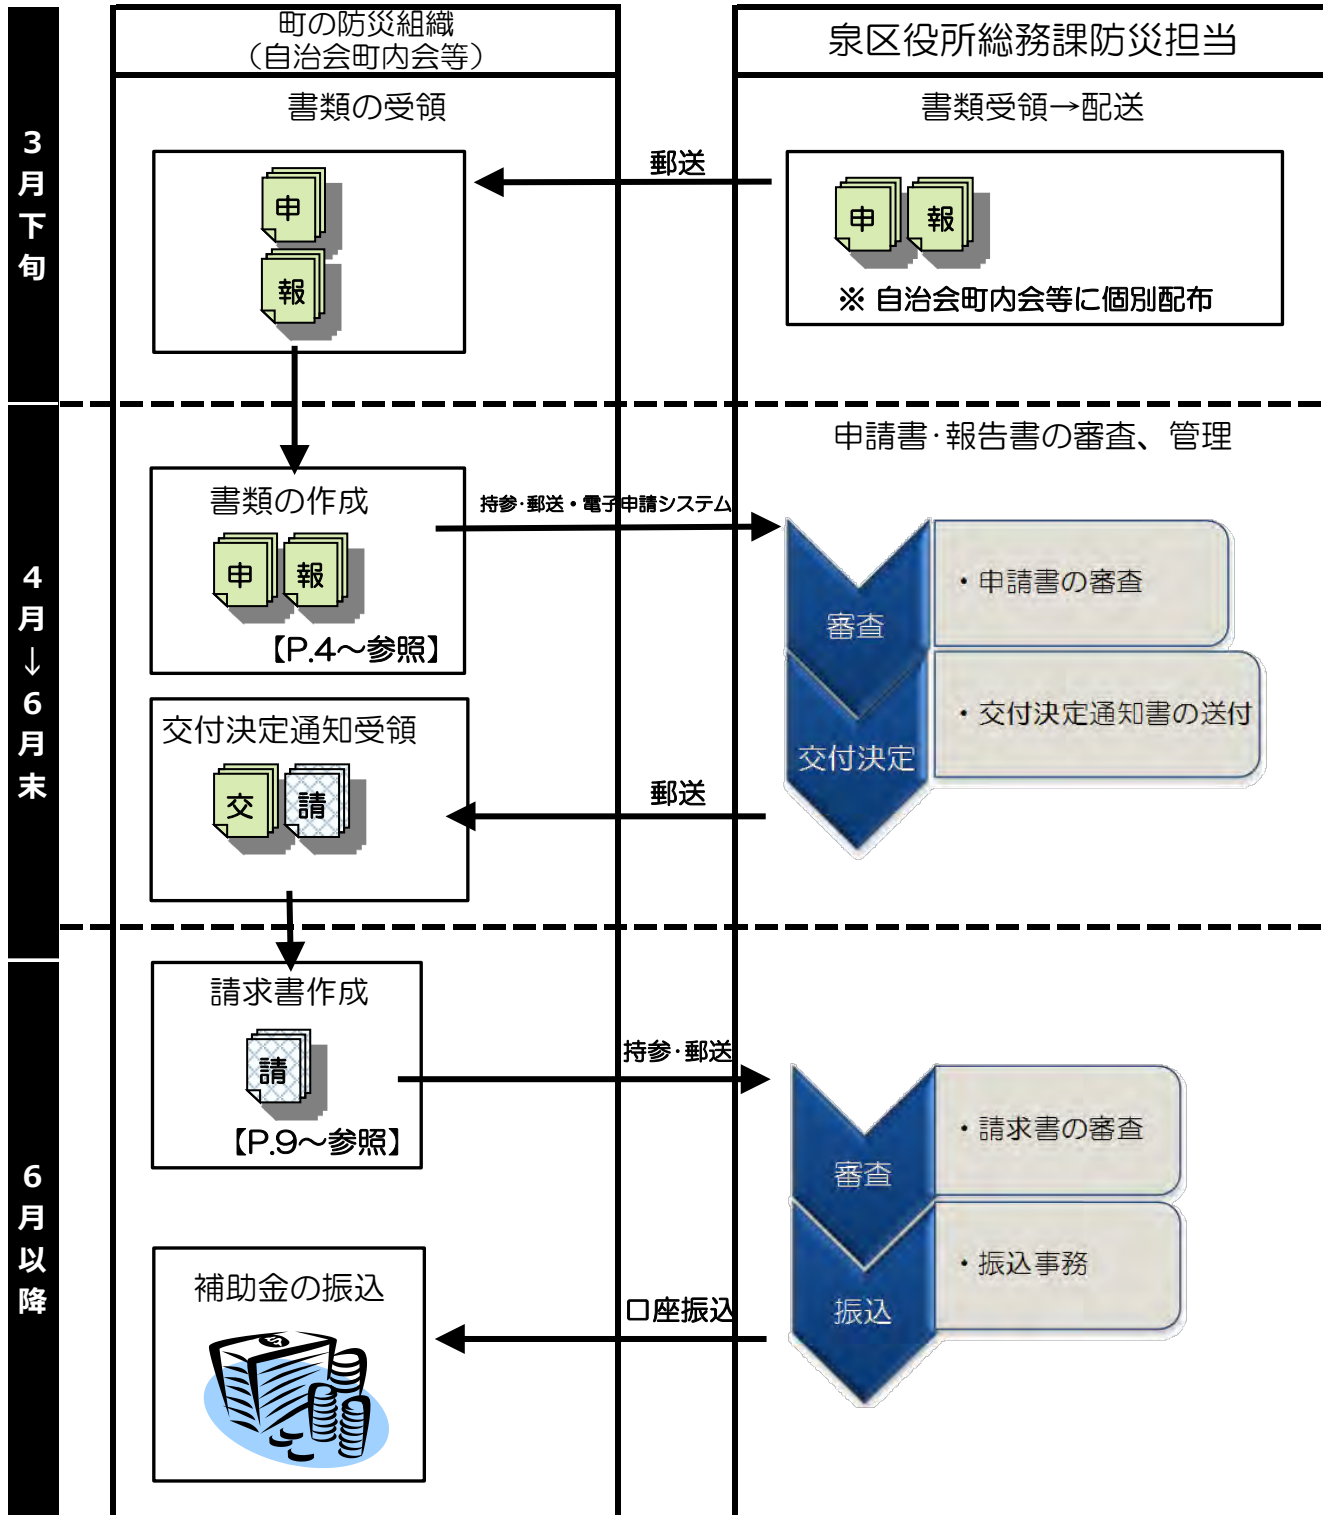 町の防災組織
（自治会町内会等）
泉区役所総務課防災担当
3月下旬
書類の受領
書類受領→配送
郵送
申
報
申
報
※ 自治会町内会等に個別配布
4月→6月末
申請書･報告書の審査、管理
書類の作成
申
報
【P.4～参照】
持参･郵送・電子申請システム
審査
・申請書の審査
交付決定
・交付決定通知書の送付
交付決定通知受領
交
請
郵送
6月以降
請求書作成
請
【P.9～参照】
持参･郵送
審査
・請求書の審査
振込
・振込事務
補助金の振込
口座振込